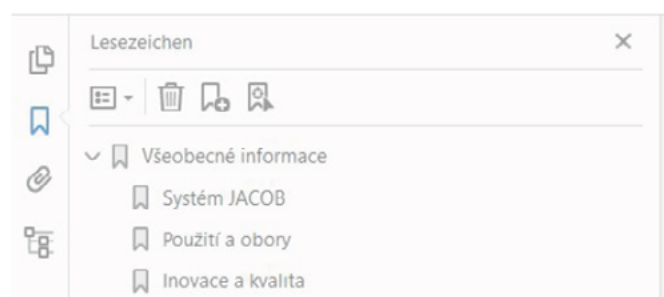 Lesezeichen
Všeobecné informace
Systém JACOB
Použití a obory
Inovace a kvalita